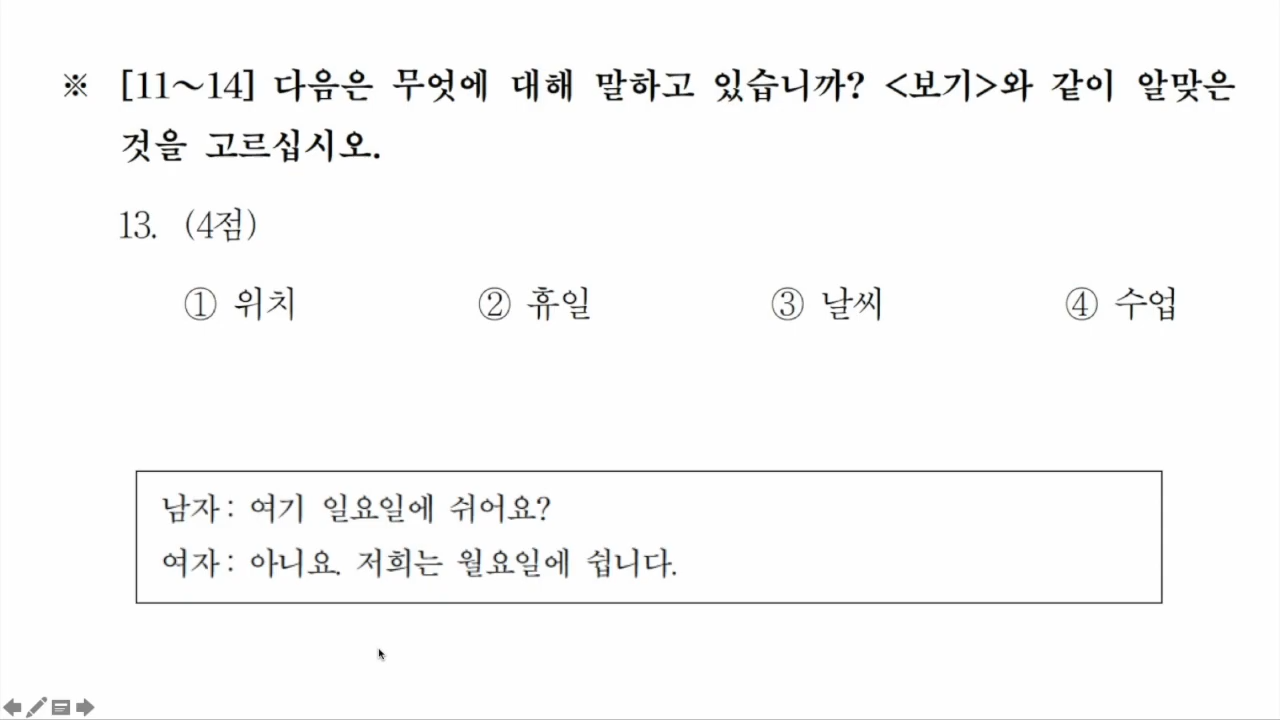 ※ [11～14] 다음은 무엇에 대해 말하고 있습니까? <보기>와 같이 알맞은
것을 고르십시오.
13. (4점)
① 위치 ② 휴일 ③ 날씨 ④ 수업
남자: 여기 일요일에 쉬어요?
여자: 아니요. 저희는 월요일에 쉽니다.